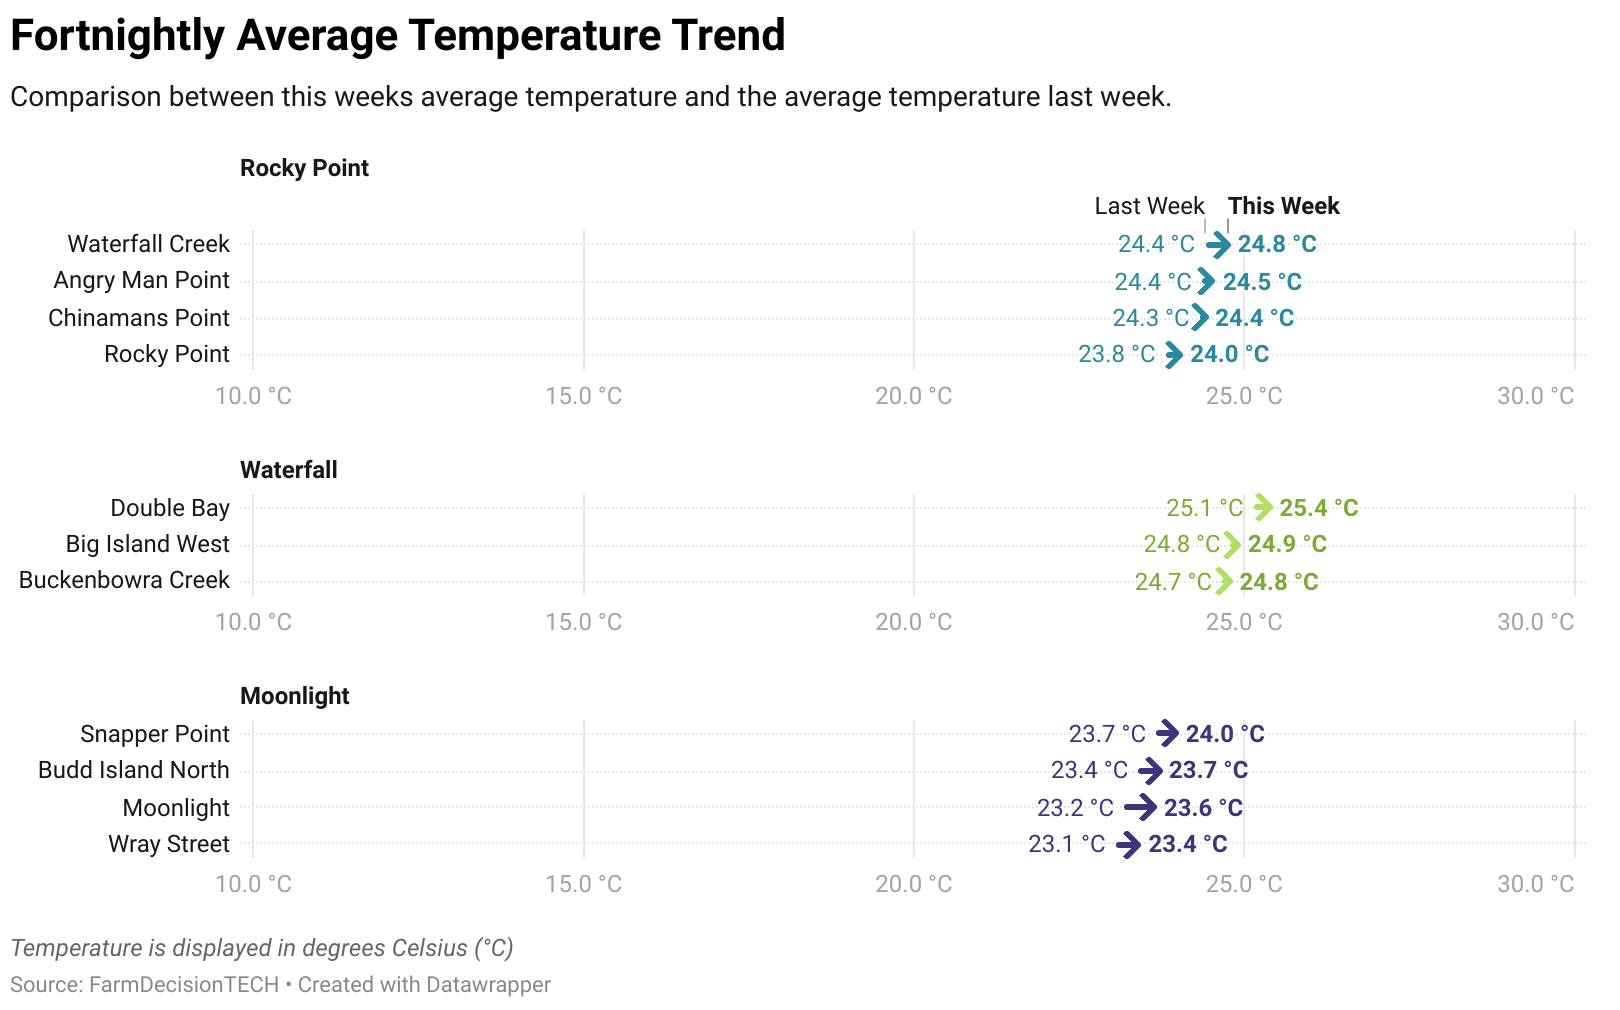 Fortnightly Average Temperature Trend
Comparison between this weeks average temperature and the average temperature last week.
Rocky Point
Last Week This Week
Waterfall Creek 24.4 °C 24.8 °C
Angry Man Point 24.4 °C 24.5 °C
Chinamans Point 24.3 °C 24.4 °C
Rocky Point 23.8 °C 24.0 °C
10.0 °C 15.0 °C 20.0 °C 25.0 °C 30.0 °C
Waterfall
Double Bay 25.1 °C 25.4 °C
Big Island West 24.8 °C 24.9 °C
Buckenbowra Creek 24.7 °C 24.8 °C
10.0 °C 15.0 °C 20.0 °C 25.0 °C 30.0 °C
Moonlight
Snapper Point 23.7 °C 24.0 °C
Budd Island North 23.4 °C 23.7 °C
Moonlight 23.2 °C 23.6 °C
Wray Street 23.1 °C 23.4 °C
10.0 °C 15.0 °C 20.0 °C 25.0 °C 30.0 °C
Temperature is displayed in degrees Celsius (°C)
Source: FarmDecisionTECH • Created with Datawrapper